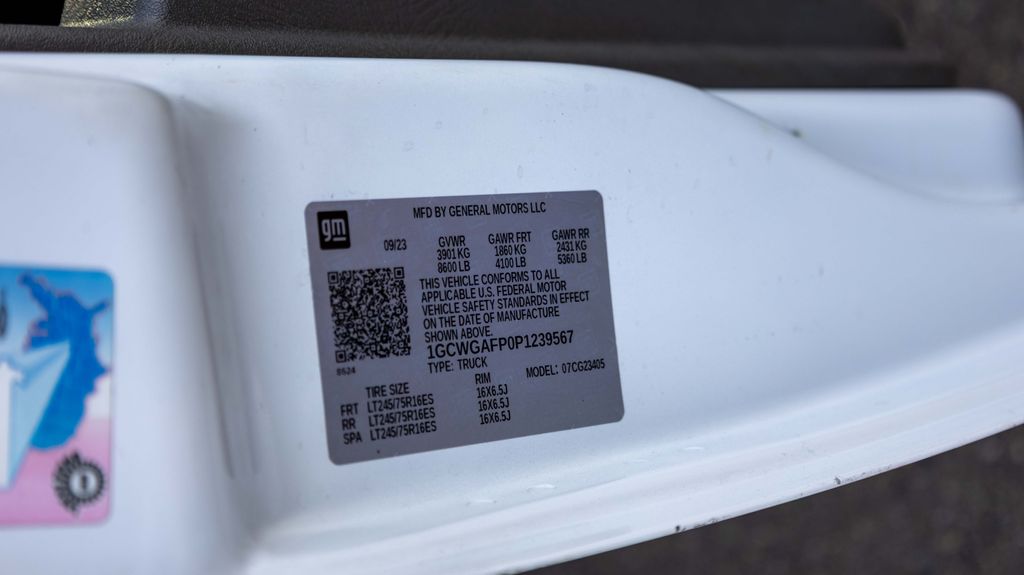 gm
MFD BY GENERAL MOTORS LLC
09/23
GVWR GAWR FRT GAWR RR
3901 KG 1860 KG 2431 KG
8600 LB 4100 LB 5360 LB
THIS VEHICLE CONFORMS TO ALL
APPLICABLE U.S. FEDERAL MOTOR
VEHICLE SAFETY STANDARDS IN EFFECT
ON THE DATE OF MANUFACTURE
SHOWN ABOVE.
1GCWGAFP0P1239567
8524
TYPE: TRUCK
MODEL: 07CG23405
TIRE SIZE RIM
FRT LT245/75R16ES 16X6.5J
RR LT245/75R16ES 16X6.5J
SPA LT245/75R16ES 16X6.5J